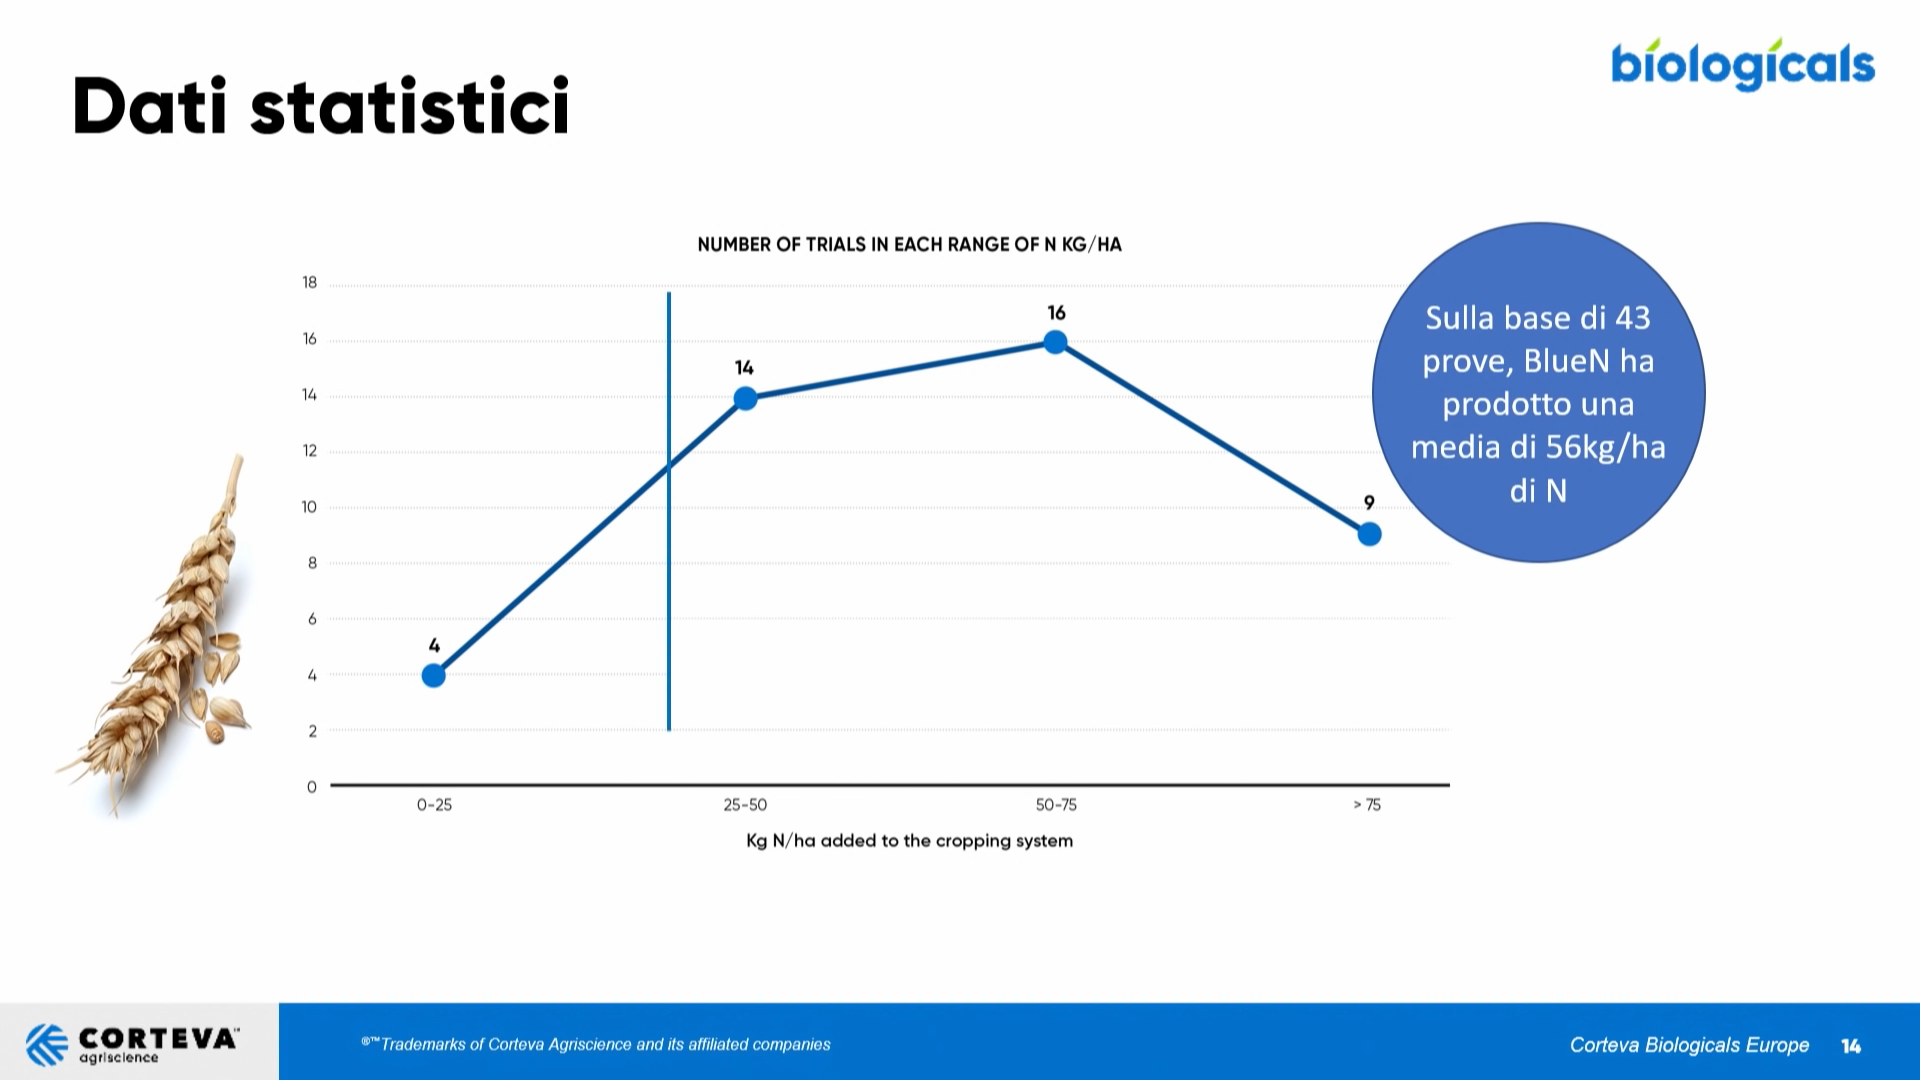 Dati statistici
bíologícals
NUMBER OF TRIALS IN EACH RANGE OF N KG/HA
18
16
14
12
10
8
6
4
2
0
4
14
16
9
0-25
25-50
50-75
> 75
Kg N/ha added to the cropping system
Sulla base di 43
prove, BlueN ha
prodotto una
media di 56kg/ha
di N
CORTEVA™
agriscience
®™Trademarks of Corteva Agriscience and its affiliated companies
Corteva Biologicals Europe
14